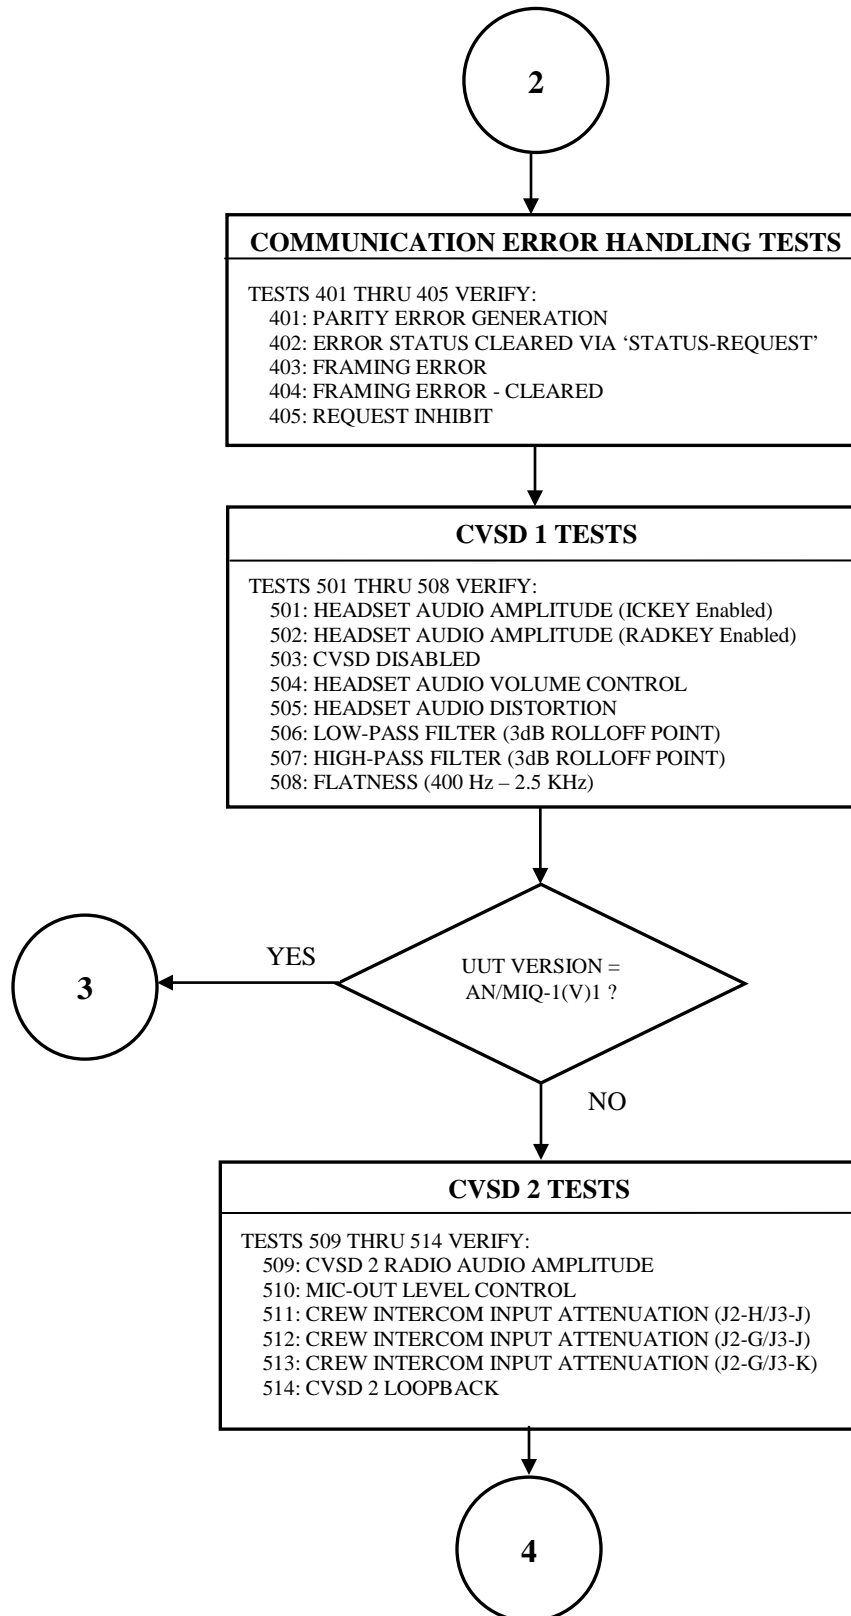 2
COMMUNICATION ERROR HANDLING TESTS
TESTS 401 THRU 405 VERIFY:
401: PARITY ERROR GENERATION
402: ERROR STATUS CLEARED VIA ‘STATUS-REQUEST’
403: FRAMING ERROR
404: FRAMING ERROR - CLEARED
405: REQUEST INHIBIT
CVSD 1 TESTS
TESTS 501 THRU 508 VERIFY:
501: HEADSET AUDIO AMPLITUDE (ICKEY Enabled)
502: HEADSET AUDIO AMPLITUDE (RADKEY Enabled)
503: CVSD DISABLED
504: HEADSET AUDIO VOLUME CONTROL
505: HEADSET AUDIO DISTORTION
506: LOW-PASS FILTER (3dB ROLLOFF POINT)
507: HIGH-PASS FILTER (3dB ROLLOFF POINT)
508: FLATNESS (400 Hz – 2.5 KHz)
YES
3
UUT VERSION =
AN/MIQ-1(V)1 ?
NO
CVSD 2 TESTS
TESTS 509 THRU 514 VERIFY:
509: CVSD 2 RADIO AUDIO AMPLITUDE
510: MIC-OUT LEVEL CONTROL
511: CREW INTERCOM INPUT ATTENUATION (J2-H/J3-J)
512: CREW INTERCOM INPUT ATTENUATION (J2-G/J3-J)
513: CREW INTERCOM INPUT ATTENUATION (J2-G/J3-K)
514: CVSD 2 LOOPBACK
4